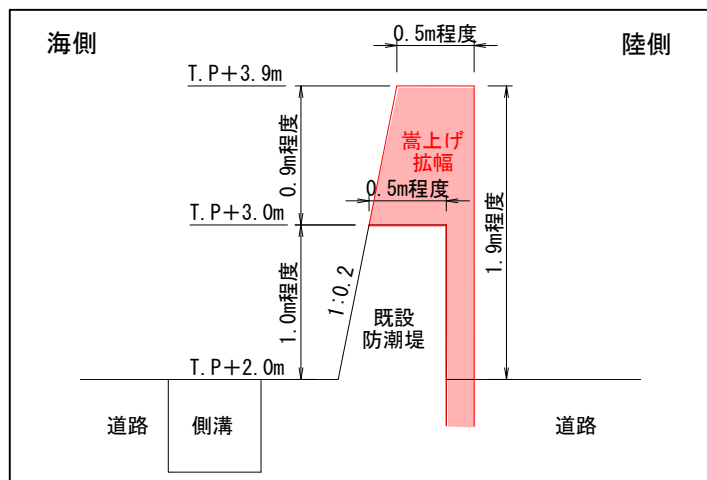 海側
0.5m程度
陸側
T.P+3.9m
嵩上げ
拡幅
0.9m程度
0.5m程度
T.P+3.0m
1.9m程度
1.0m程度
1:0.2
既設
防潮堤
T.P+2.0m
道路
側溝
道路